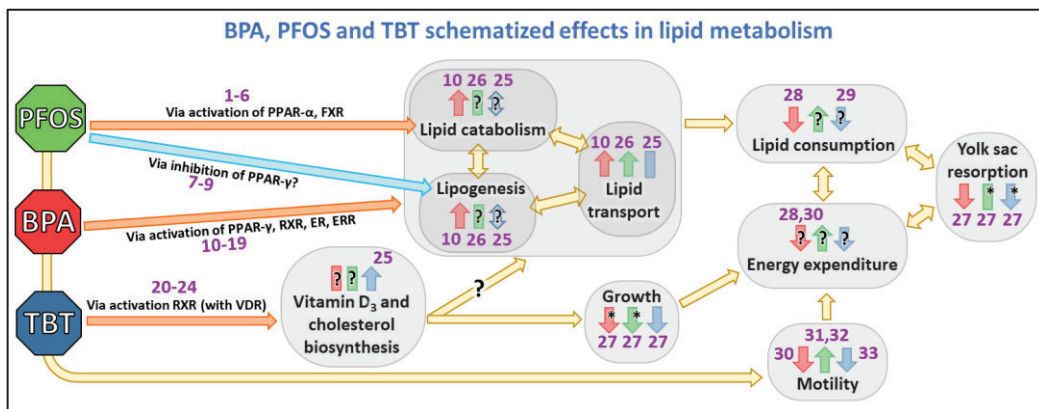 BPA, PFOS and TBT schematized effects in lipid metabolism
PFOS
1-6
Via activation of PPAR-α, FXR
Via inhibition of PPAR-γ?
7-9
BPA
Via activation of PPAR-γ, RXR, ER, ERR
10-19
TBT
20-24
Via activation RXR (with VDR)
10 26 25
? ?
Lipid catabolism
Lipogenesis
? ?
10 26 25
10 26 25
Lipid
transport
25
? ?
Vitamin D3 and
cholesterol
biosynthesis
?
Growth
* *
27 27 27
28 29
? ?
Lipid consumption
28,30
? ? ?
Energy expenditure
31,32
30 33
Motility
Yolk sac
resorption
* *
27 27 27